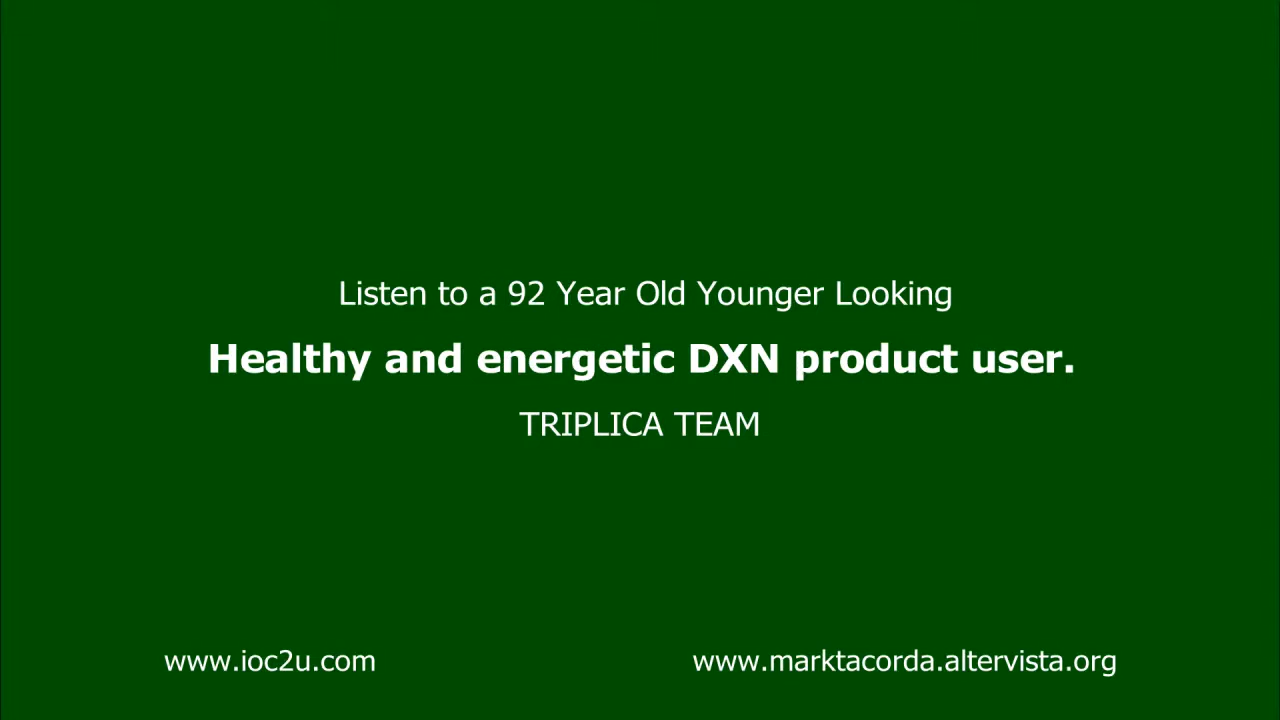 Listen to a 92 Year Old Younger Looking
Healthy and energetic DXN product user.
TRIPLICA TEAM
www.ioc2u.com
www.marktacorda.altervista.org